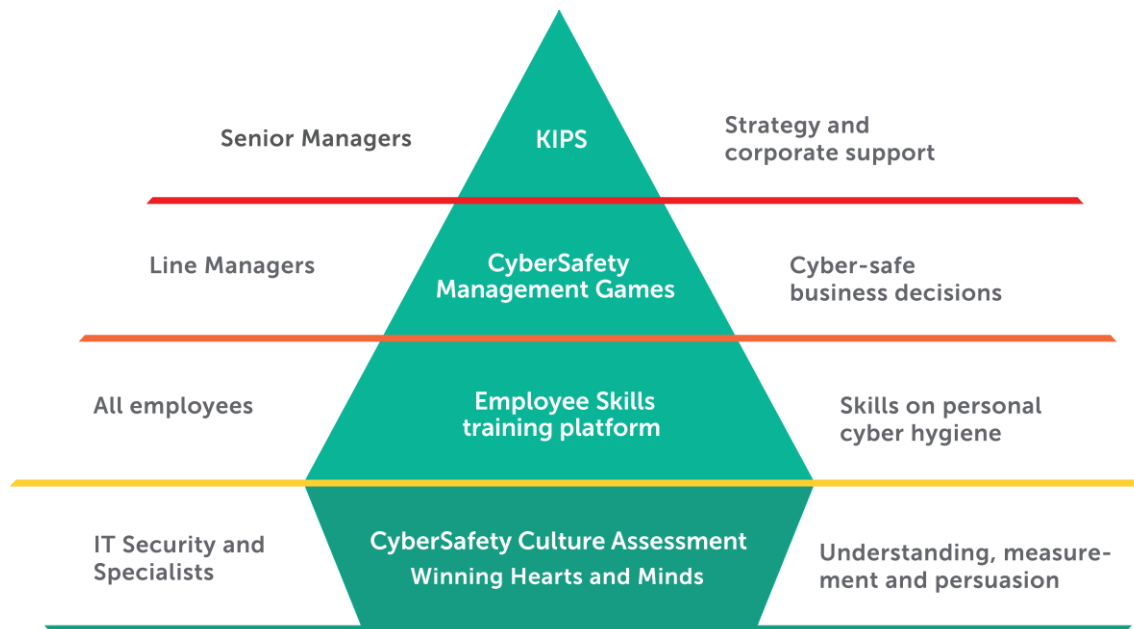 Senior Managers
KIPS
Strategy and
corporate support
Line Managers
CyberSafety
Management Games
Cyber-safe
business decisions
All employees
Employee Skills
training platform
Skills on personal
cyber hygiene
IT Security and
Specialists
CyberSafety Culture Assessment
Winning Hearts and Minds
Understanding, measure-
ment and persuasion